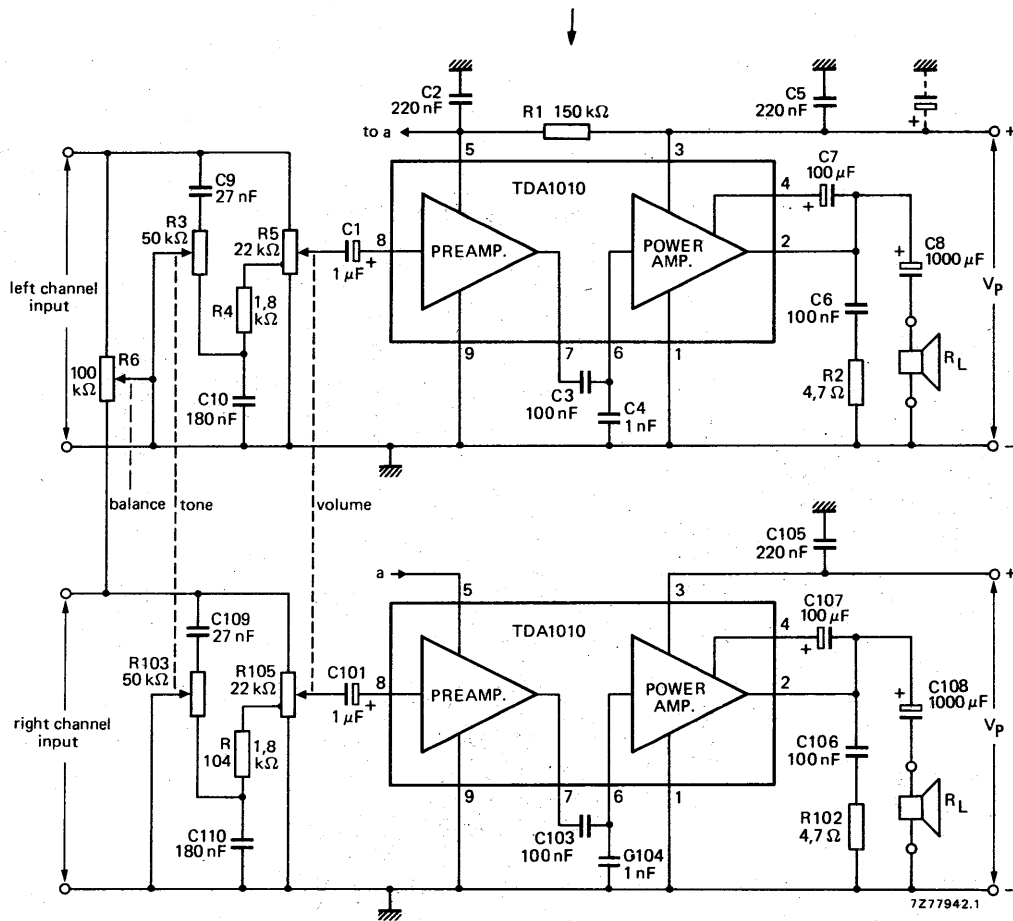 C2
220 nF
R1 150 kΩ
C5
220 nF
+
to a
+
5
3
C9
27 nF
TDA1010
4
C7
100 µF
+
R3
50 kΩ
R5
22 kΩ
C1
1 µF
+
8
PREAMP.
POWER
AMP.
2
+
C8
1000 µF
left channel
input
R4
1,8
kΩ
VP
C6
100 nF
9
7
6
1
R6
100
kΩ
C10
180 nF
C3
100 nF
C4
1 nF
R2
4,7 Ω
RL
–
balance
tone
volume
C105
220 nF
a
5
3
+
C109
27 nF
TDA1010
4
C107
100 µF
+
R103
50 kΩ
R105
22 kΩ
C101
1 µF
+
8
PREAMP.
POWER
AMP.
2
+
C108
1000 µF
right channel
input
R
104
1,8
kΩ
VP
C106
100 nF
9
7
6
1
C110
180 nF
C103
100 nF
G104
1 nF
R102
4,7 Ω
RL
–
7Z77942.1